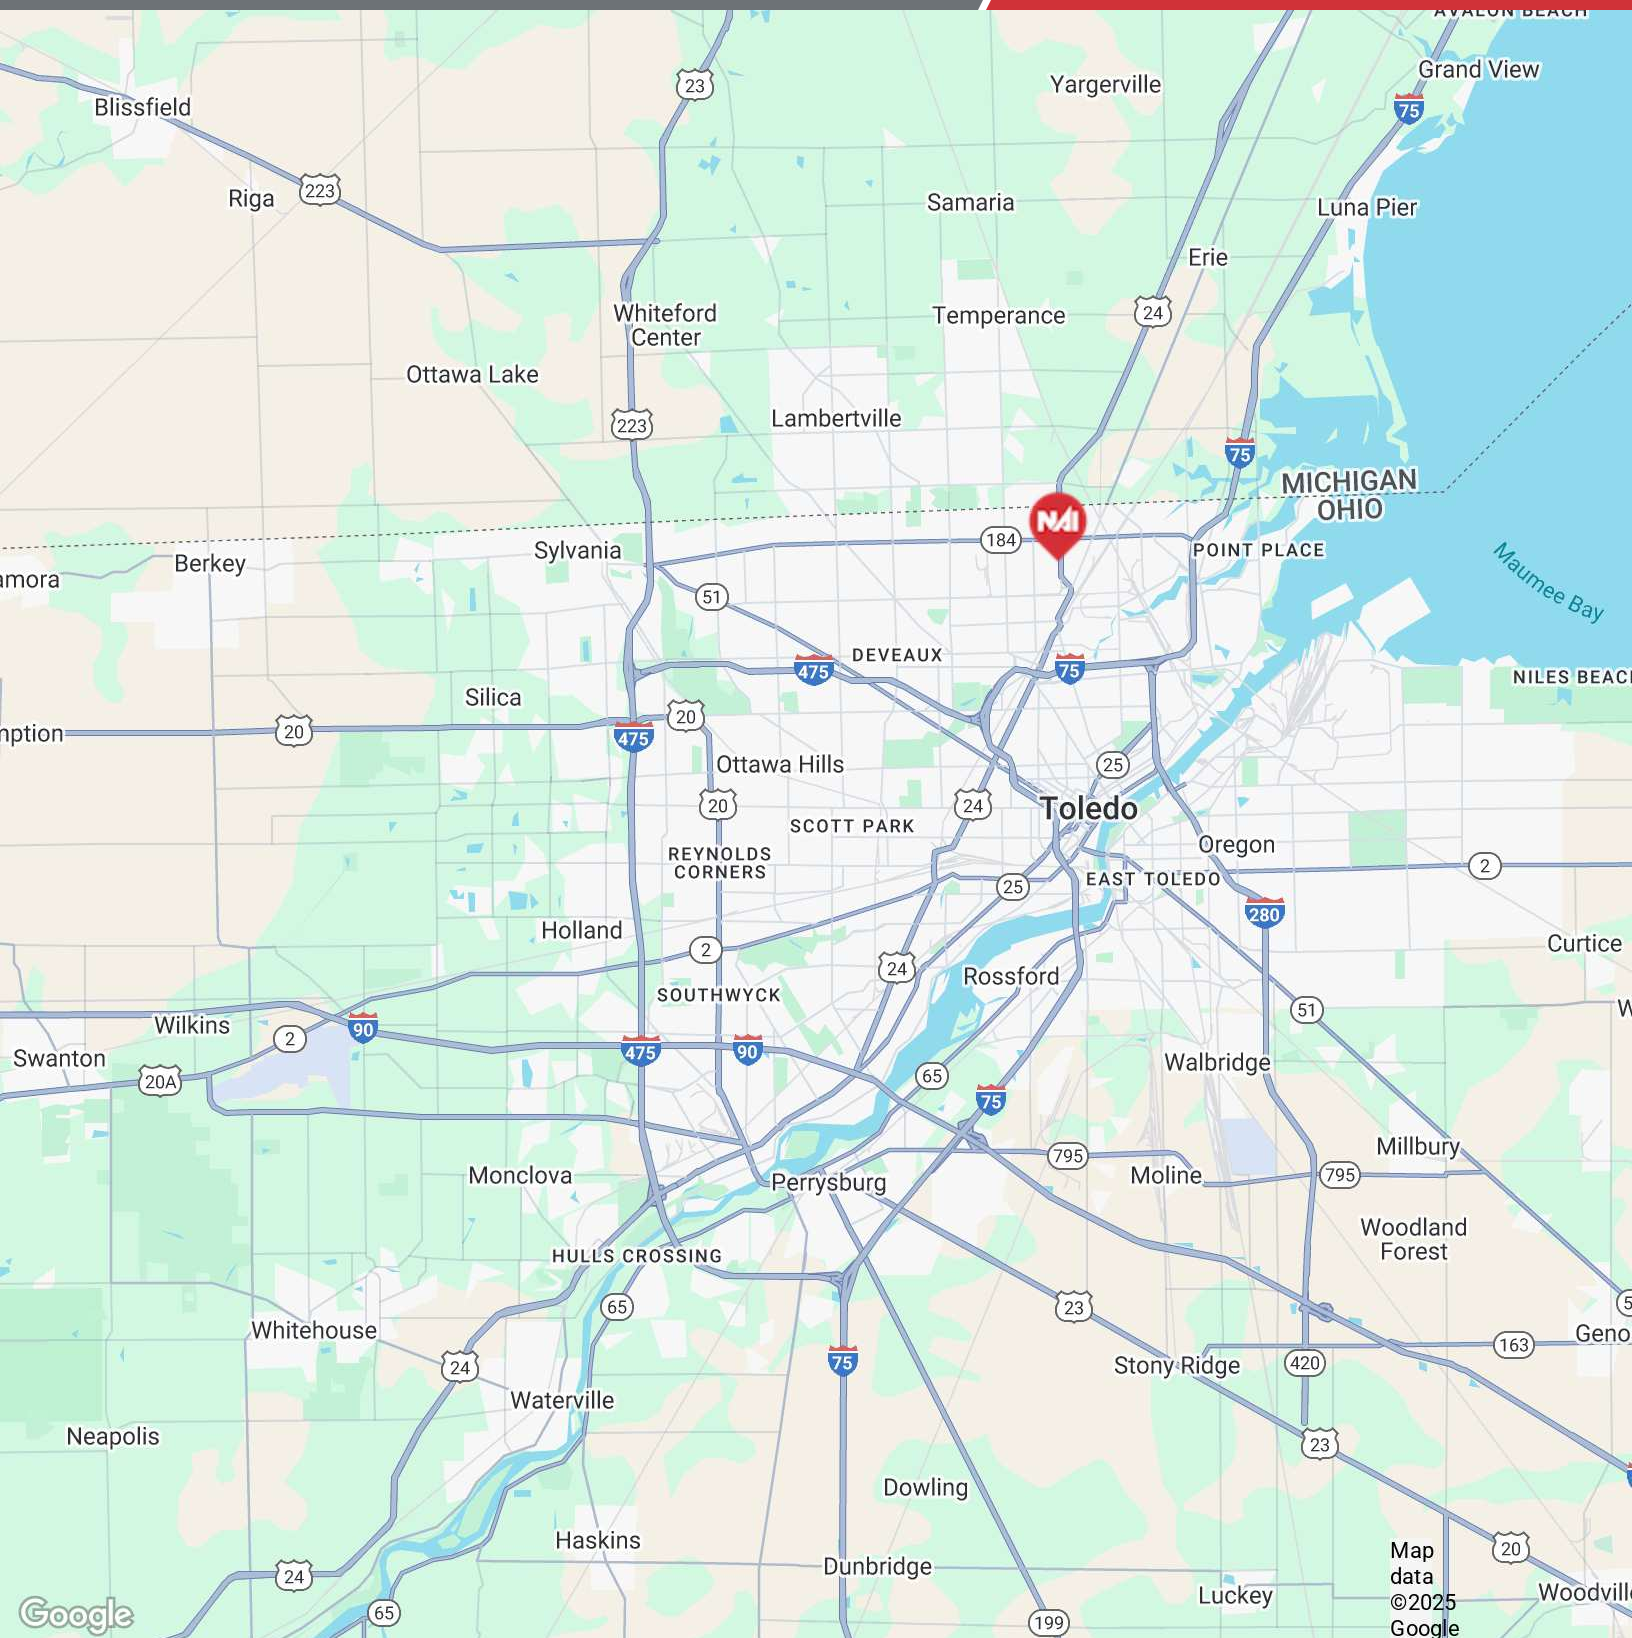 AVALON BEACH
Grand View
23
Yargerville
75
Blissfield
223
Riga
Samaria
Luna Pier
Erie
Whiteford
Center
Temperance
24
Ottawa Lake
Lambertville
223
75
MICHIGAN
OHIO
NAI
184
Sylvania
POINT PLACE
Berkey
amora
Maumee Bay
51
DEVEAUX
475
75
NILES BEACH
Silica
20
20
475
mption
Ottawa Hills
25
20
24
Toledo
SCOTT PARK
Oregon
REYNOLDS
CORNERS
2
25
EAST TOLEDO
280
Holland
2
Curtice
24
Rossford
SOUTHWYCK
51
W
Wilkins
90
2
475
90
Swanton
20A
Walbridge
65
75
Millbury
795
Monclova
Perrysburg
Moline
795
Woodland
Forest
HULLS CROSSING
65
23
5
Whitehouse
Geno
163
24
75
Stony Ridge
420
Waterville
Neapolis
23
Dowling
Haskins
Dunbridge
20
Map
data
©2025
Google
24
Luckey
Woodville
Google
65
199